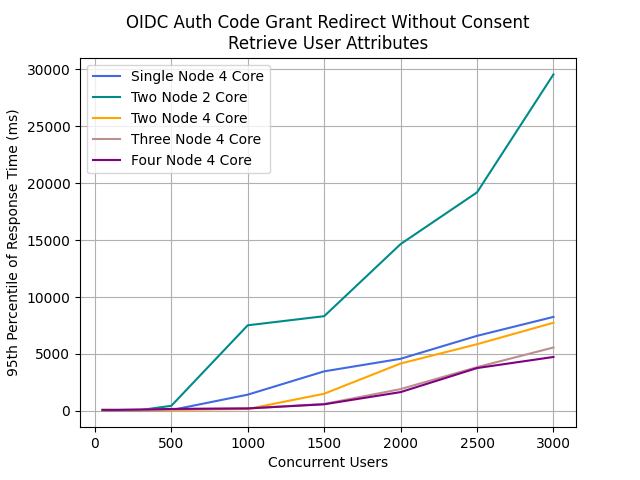 OIDC Auth Code Grant Redirect Without Consent
Retrieve User Attributes
30000
25000
20000
15000
10000
5000
0
95th Percentile of Response Time (ms)
Single Node 4 Core
Two Node 2 Core
Two Node 4 Core
Three Node 4 Core
Four Node 4 Core
0 500 1000 1500 2000 2500 3000
Concurrent Users